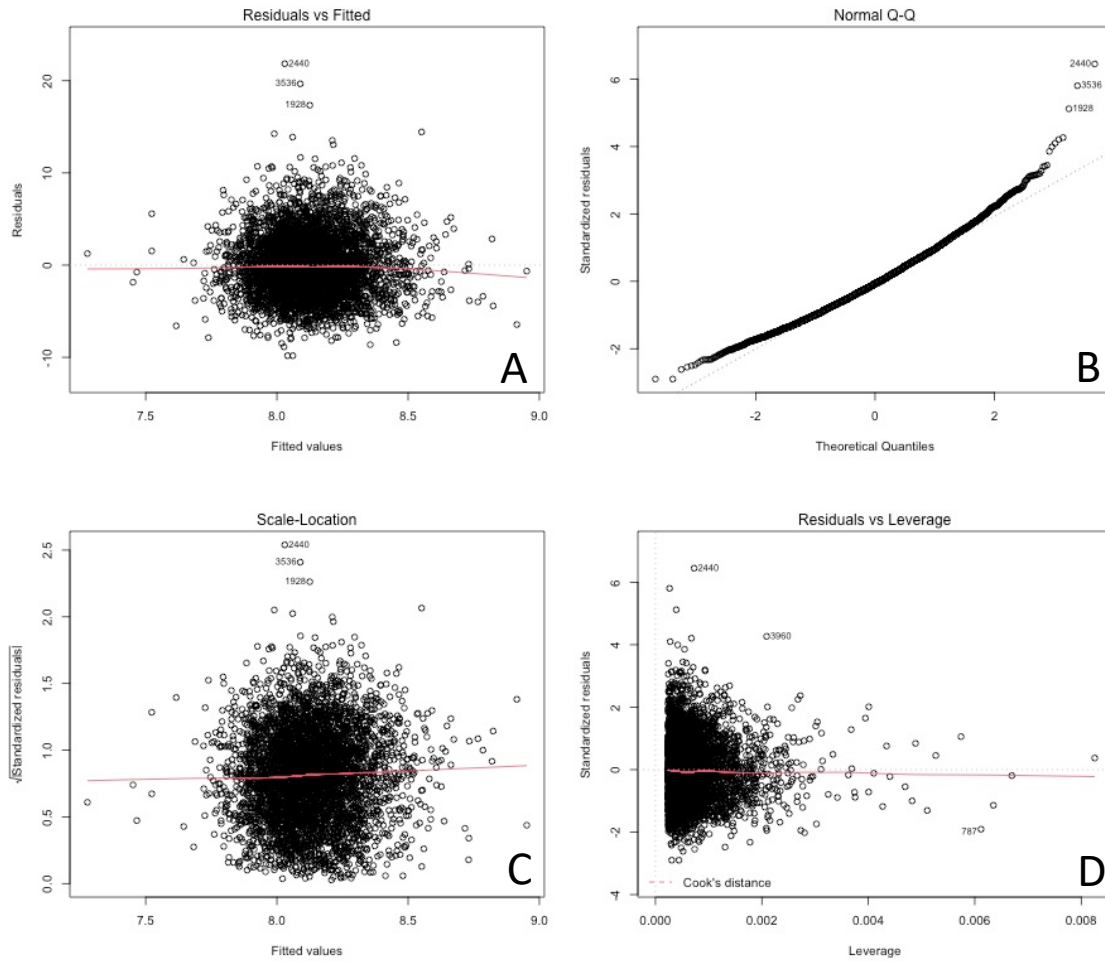 Residuals vs Fitted
2440
3536
1928
Residuals
20
10
0
-10
7.5 8.0 8.5 9.0
Fitted values
A
Normal Q-Q
2440
3536
1928
Standardized residuals
6
4
2
0
-2
-2 0 2
Theoretical Quantiles
B
Scale-Location
2440
3536
1928
√|Standardized residuals|
2.5
2.0
1.5
1.0
0.5
0.0
7.5 8.0 8.5 9.0
Fitted values
C
Residuals vs Leverage
2440
3960
787
Standardized residuals
6
4
2
0
-2
-4
Cook's distance
0.000 0.002 0.004 0.006 0.008
Leverage
D